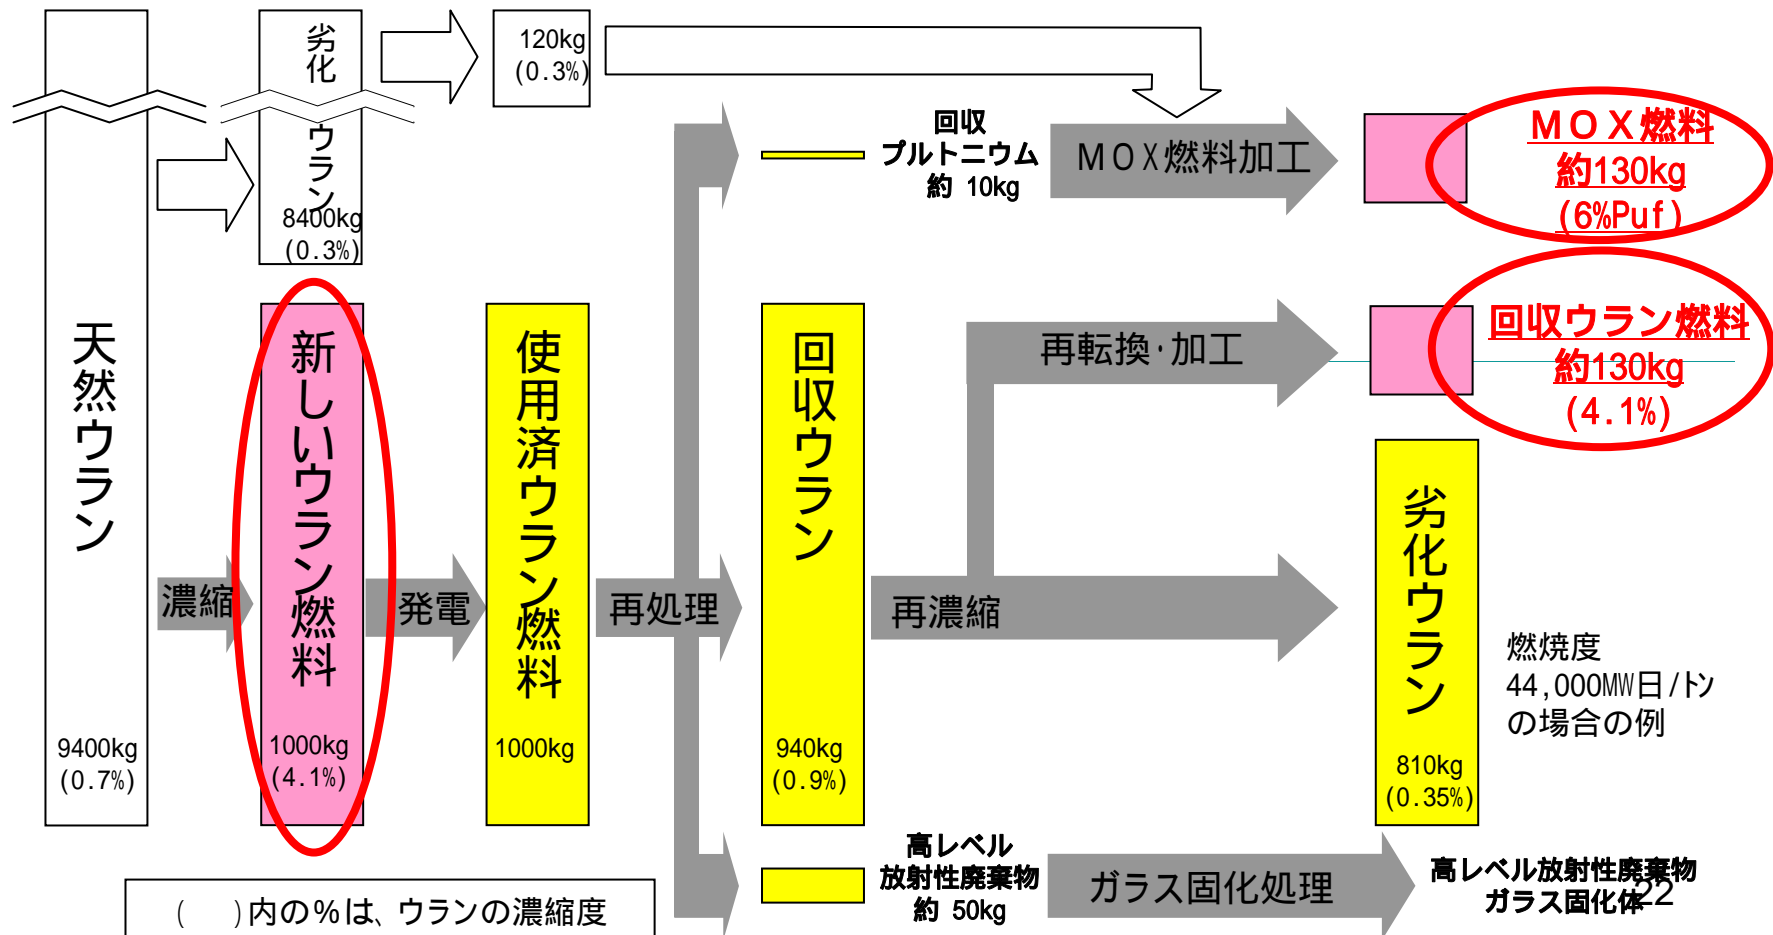 劣化ウラン
8400kg
(0.3%)
120kg
(0.3%)
回収
プルトニウム
約 10kg
MOX燃料加工
MOX燃料
約130kg
(6%Puf)
天然ウラン
9400kg
(0.7%)
濃縮
新しいウラン燃料
1000kg
(4.1%)
発電
使用済ウラン燃料
1000kg
再処理
回収ウラン
940kg
(0.9%)
再転換・加工
回収ウラン燃料
約130kg
(4.1%)
再濃縮
劣化ウラン
810kg
(0.35%)
燃焼度
44,000MW日/トン
の場合の例
高レベル
放射性廃棄物
約 50kg
ガラス固化処理
高レベル放射性廃棄物
ガラス固化体
22
(　)内の%は、ウランの濃縮度